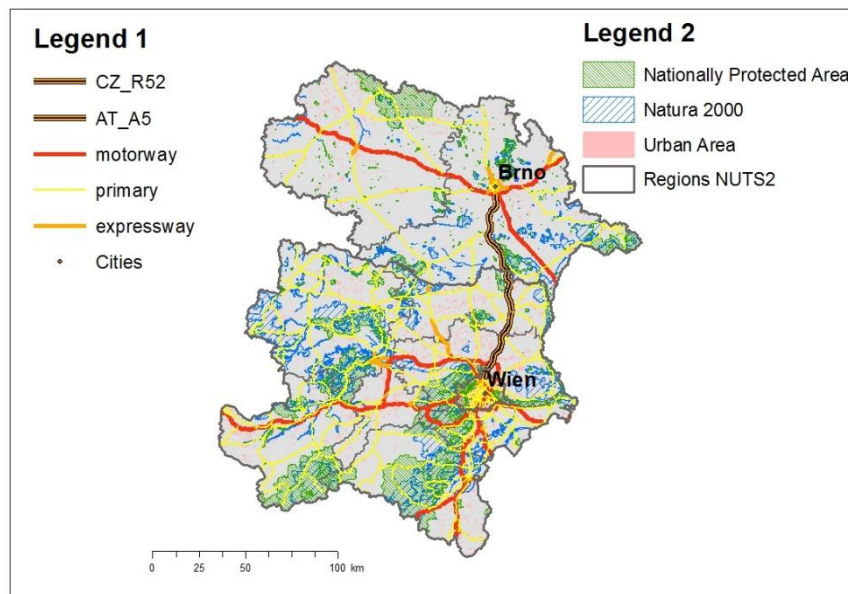 Legend 1
CZ_R52
AT_A5
motorway
primary
expressway
Cities
Legend 2
Nationally Protected Area
Natura 2000
Urban Area
Regions NUTS2
Brno
Wien
0 25 50 100 km